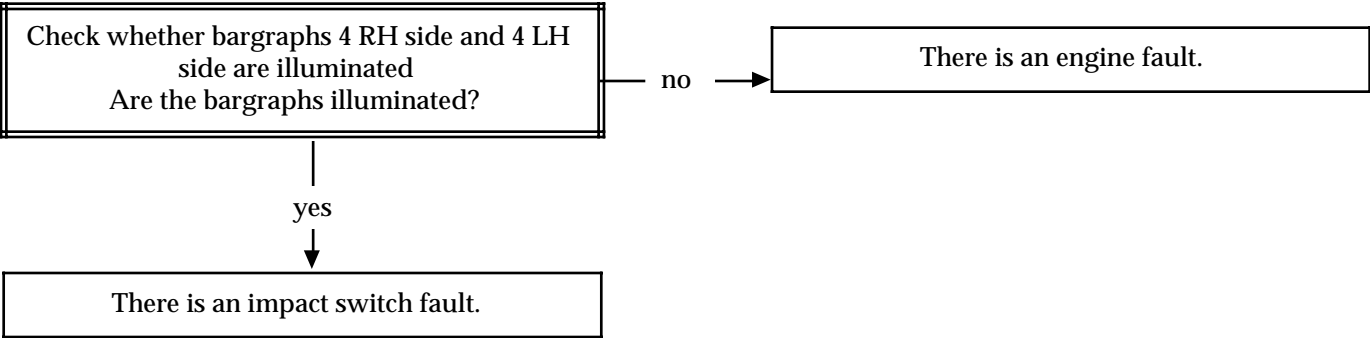 Check whether bargraphs 4 RH side and 4 LH
side are illuminated
Are the bargraphs illuminated?
no
There is an engine fault.
yes
There is an impact switch fault.